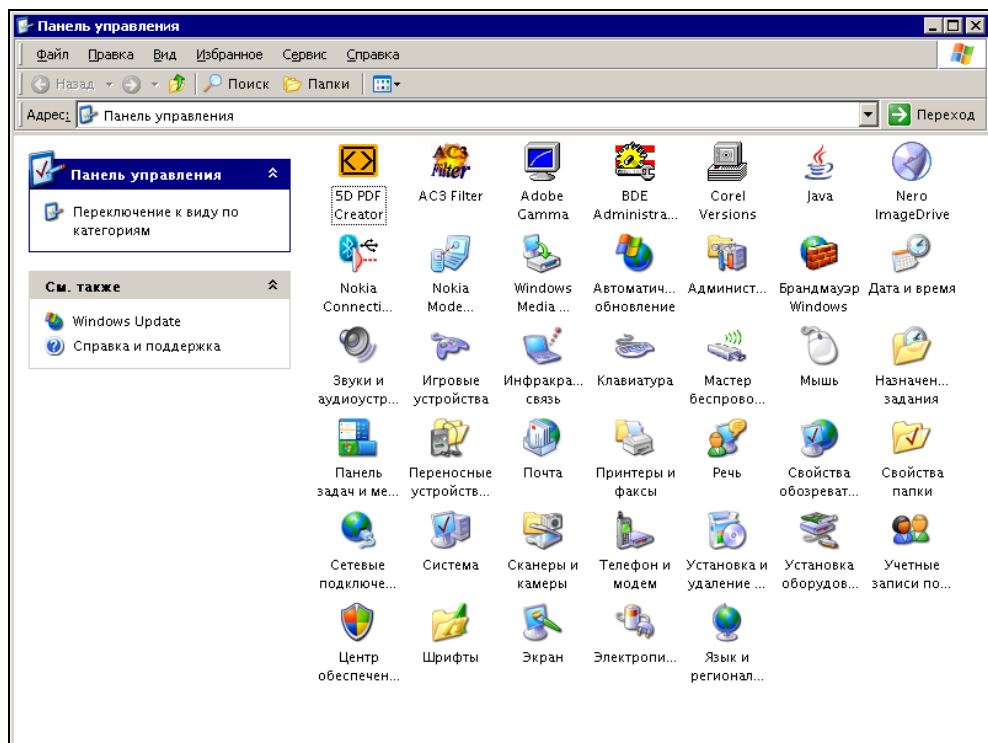 Панель управления
Файл Правка Вид Избранное Сервис Справка
Назад Поиск Папки
Адрес: Панель управления Переход
Панель управления
Переключение к виду по
категориям
См. также
Windows Update
Справка и поддержка
5D PDF
Creator
AC3
Filter
AC3 Filter
Adobe
Gamma
BDE
Administra...
Corel
Versions
Java
Nero
ImageDrive
Nokia
Connecti...
Nokia
Mode...
Windows
Media ...
Автоматич...
обновление
Админист...
Брандмауэр
Windows
Дата и время
Звуки и
аудиоустр...
Игровые
устройства
Инфракра...
связь
Клавиатура
Мастер
беспрово...
Мышь
Назначен...
задания
Панель
задач и ме...
Переносные
устройств...
Почта
Принтеры и
факсы
Речь
Свойства
обозреват...
Свойства
папки
Сетевые
подключе...
Система
Сканеры и
камеры
Телефон и
модем
Установка и
удаление ...
Установка
оборудов...
Учетные
записи по...
Центр
обеспечен...
Шрифты
Экран
Электропи...
Язык и
регионал...